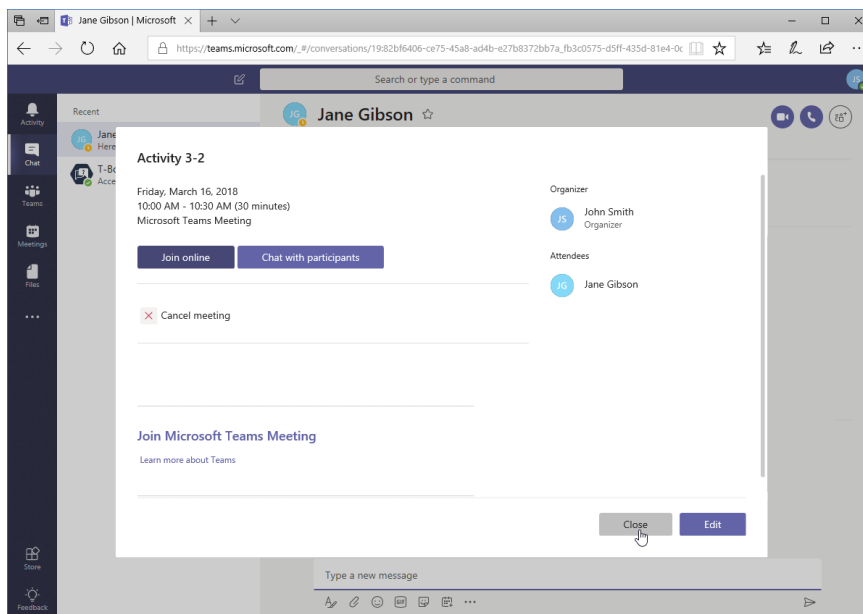 Jane Gibson | Microsoft
https://teams.microsoft.com/_#/conversations/19:82bf6406-ce75-45a8-ad4b-e27b8372bb7a_fb3c0575-d5ff-435d-81e4-0c
Search or type a command
JS
Activity
Chat
Teams
Meetings
Files
Store
Feedback
Recent
JG
Jane
Here
T-Bo
Acce
JG
Jane Gibson
Activity 3-2
Friday, March 16, 2018
10:00 AM - 10:30 AM (30 minutes)
Microsoft Teams Meeting
Join online
Chat with participants
Cancel meeting
Join Microsoft Teams Meeting
Learn more about Teams
Organizer
JS
John Smith
Organizer
Attendees
JG
Jane Gibson
Close
Edit
Type a new message
GIF